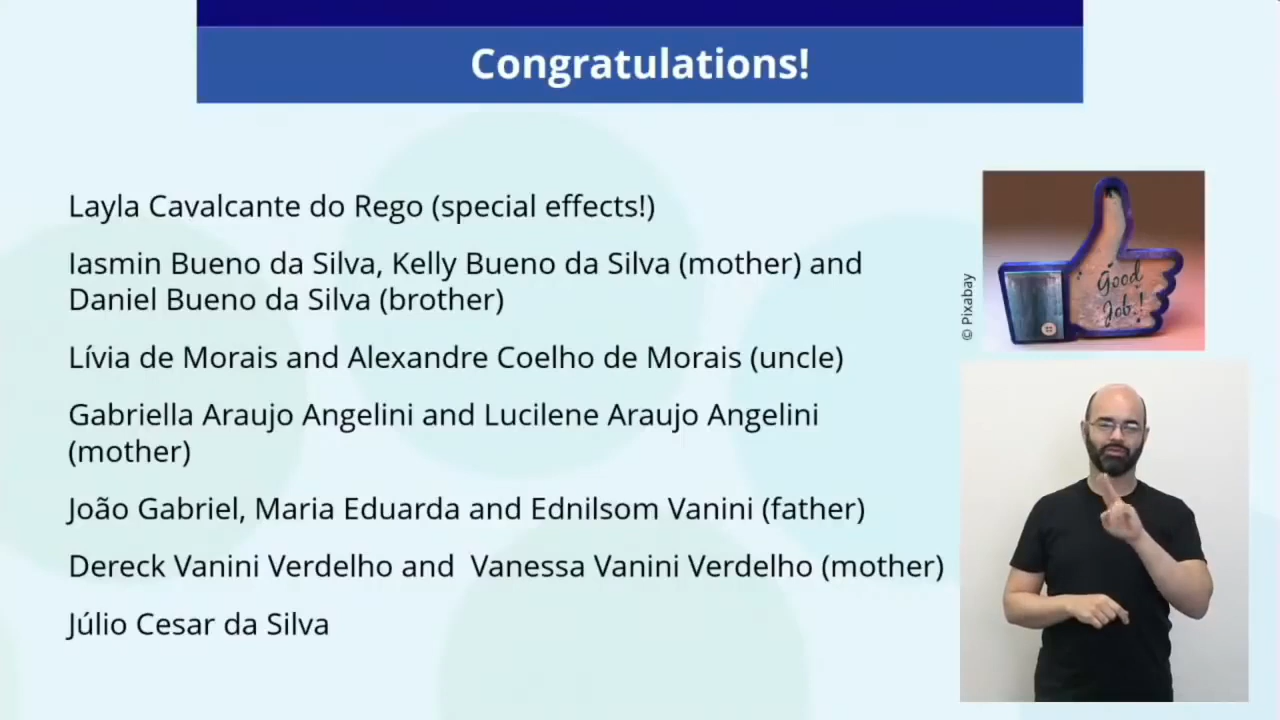 Congratulations!
Layla Cavalcante do Rego (special effects!)
Iasmin Bueno da Silva, Kelly Bueno da Silva (mother) and
Daniel Bueno da Silva (brother)
Lívia de Morais and Alexandre Coelho de Morais (uncle)
Gabriella Araujo Angelini and Lucilene Araujo Angelini
(mother)
João Gabriel, Maria Eduarda and Ednilsom Vanini (father)
Dereck Vanini Verdelho and  Vanessa Vanini Verdelho (mother)
Júlio Cesar da Silva
Good
Job!
© Pixabay